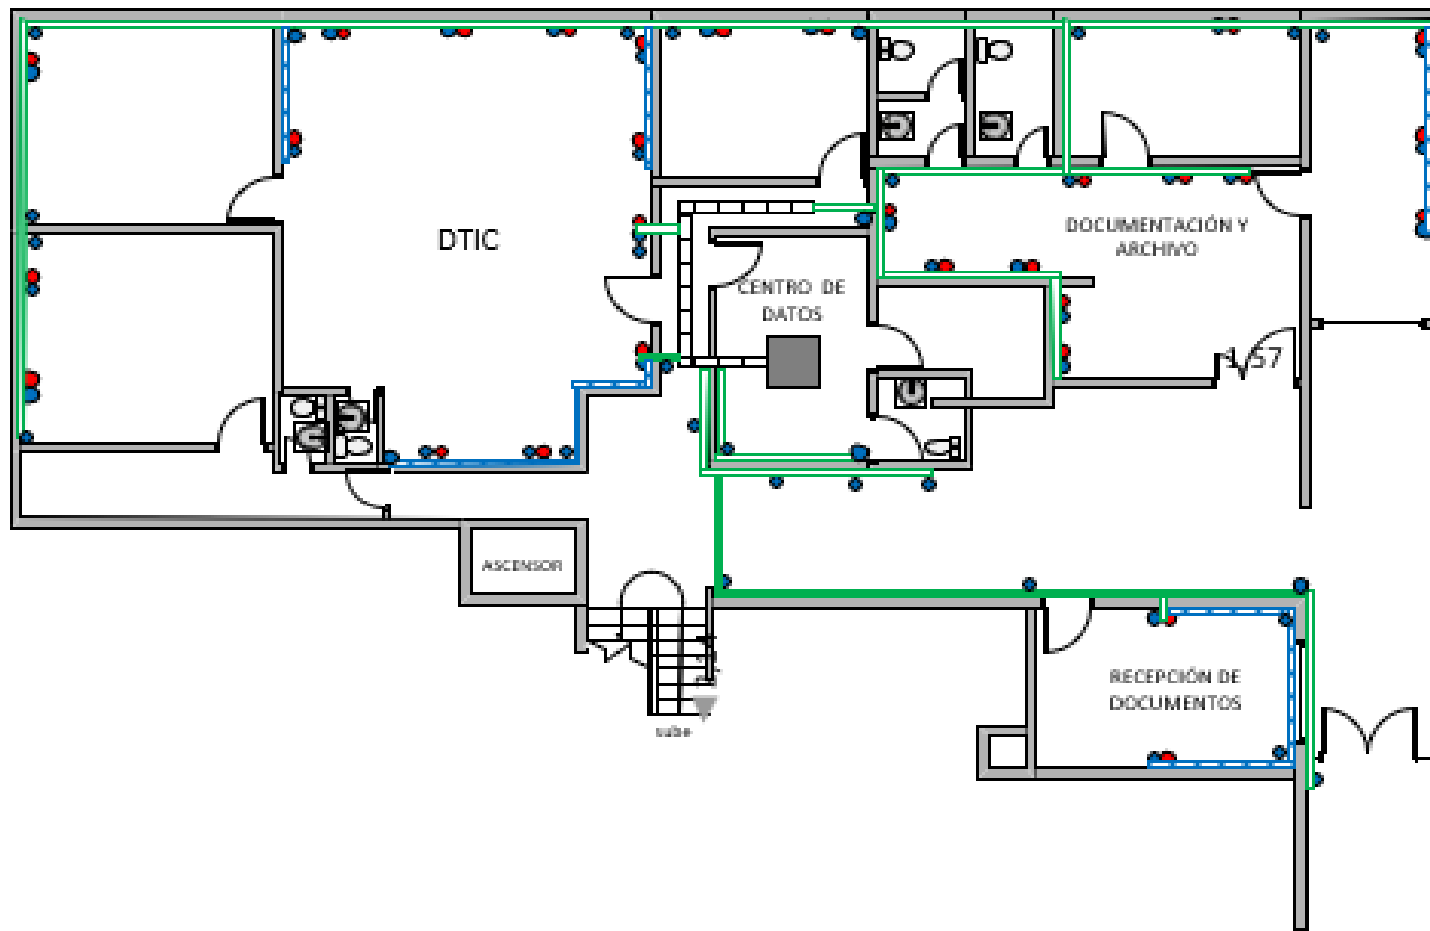 DTIC
DOCUMENTACIÓN Y
ARCHIVO
CENTRO DE
DATOS
ASCENSOR
RECEPCIÓN DE
DOCUMENTOS
sube